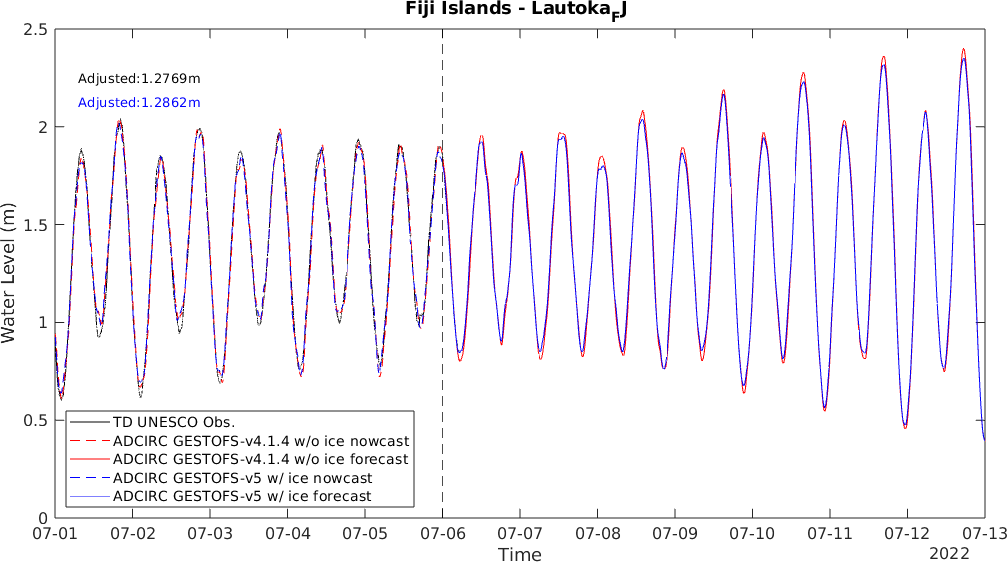 Fiji Islands - Lautoka_FJ
2.5
Adjusted:1.2769m
Adjusted:1.2862m
2
1.5
Water Level (m)
1
0.5
TD UNESCO Obs.
ADCIRC GESTOFS-v4.1.4 w/o ice nowcast
ADCIRC GESTOFS-v4.1.4 w/o ice forecast
ADCIRC GESTOFS-v5 w/ ice nowcast
ADCIRC GESTOFS-v5 w/ ice forecast
0
07-01 07-02 07-03 07-04 07-05 07-06 07-07 07-08 07-09 07-10 07-11 07-12 07-13
Time
2022